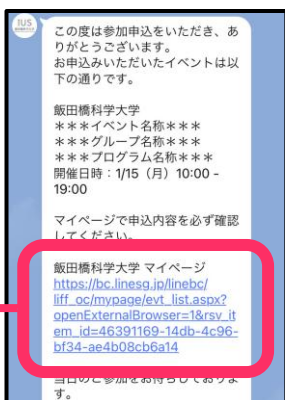 IUS
この度は参加申込をいただき、あ
りがとうございます。
お申込みいただいたイベントは以
下の通りです。
飯田橋科学大学
＊＊＊イベント名称＊＊＊
＊＊＊グループ名称＊＊＊
＊＊＊プログラム名称＊＊＊
開催日時：1/15（月）10:00 -
19:00
マイページで申込内容を必ず確認
してください。
飯田橋科学大学 マイページ
https://bc.linesg.jp/linebc/
liff_oc/mypage/evt_list.aspx?
openExternalBrowser=1&rsv_it
em_id=46391169-14db-4c96-
bf34-ae4b08cb6a14
当日のご参加をお待ちしておりま
す。